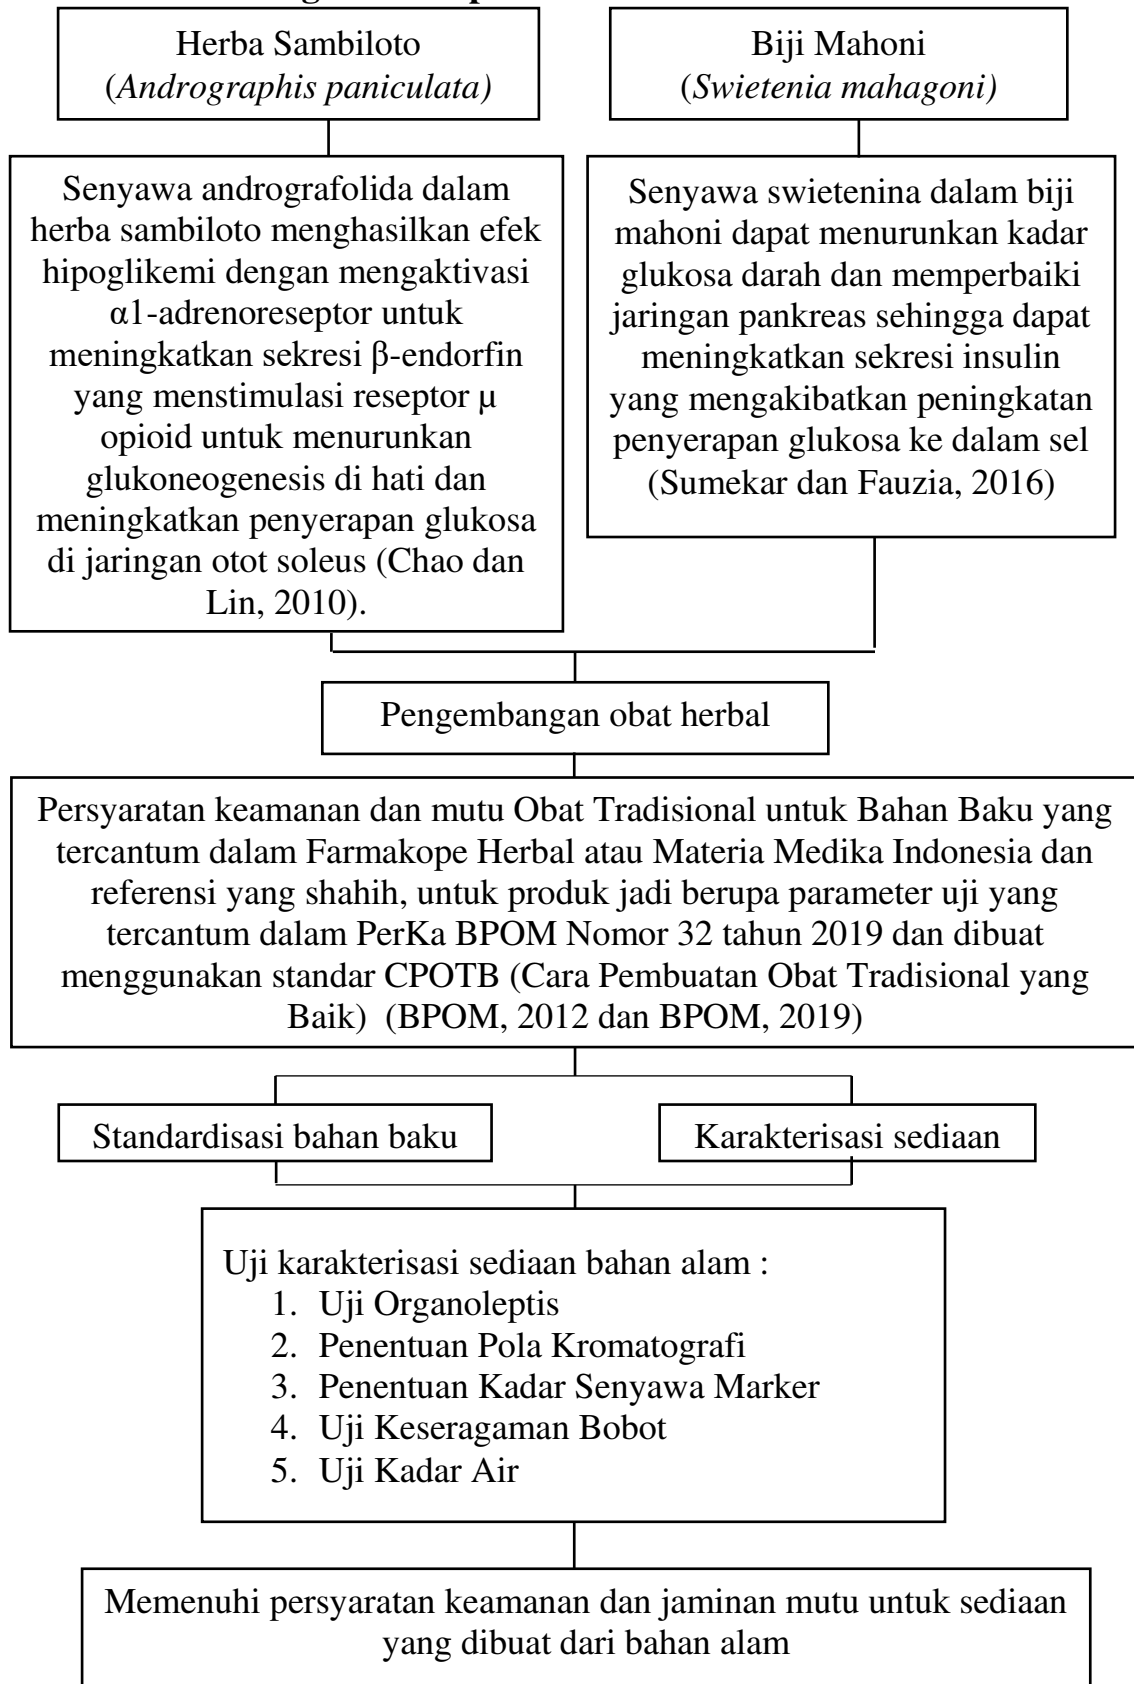 Herba Sambiloto
(Andrographis paniculata)
Biji Mahoni
(Swietenia mahagoni)
Senyawa andrografolida dalam
herba sambiloto menghasilkan efek
hipoglikemi dengan mengaktivasi
α1-adrenoreseptor untuk
meningkatkan sekresi β-endorfin
yang menstimulasi reseptor μ
opioid untuk menurunkan
glukoneogenesis di hati dan
meningkatkan penyerapan glukosa
di jaringan otot soleus (Chao dan
Lin, 2010).
Senyawa swietenina dalam biji
mahoni dapat menurunkan kadar
glukosa darah dan memperbaiki
jaringan pankreas sehingga dapat
meningkatkan sekresi insulin
yang mengakibatkan peningkatan
penyerapan glukosa ke dalam sel
(Sumekar dan Fauzia, 2016)
Pengembangan obat herbal
Persyaratan keamanan dan mutu Obat Tradisional untuk Bahan Baku yang
tercantum dalam Farmakope Herbal atau Materia Medika Indonesia dan
referensi yang shahih, untuk produk jadi berupa parameter uji yang
tercantum dalam PerKa BPOM Nomor 32 tahun 2019 dan dibuat
menggunakan standar CPOTB (Cara Pembuatan Obat Tradisional yang
Baik) (BPOM, 2012 dan BPOM, 2019)
Standardisasi bahan baku
Karakterisasi sediaan
Uji karakterisasi sediaan bahan alam :
1. Uji Organoleptis
2. Penentuan Pola Kromatografi
3. Penentuan Kadar Senyawa Marker
4. Uji Keseragaman Bobot
5. Uji Kadar Air
Memenuhi persyaratan keamanan dan jaminan mutu untuk sediaan
yang dibuat dari bahan alam